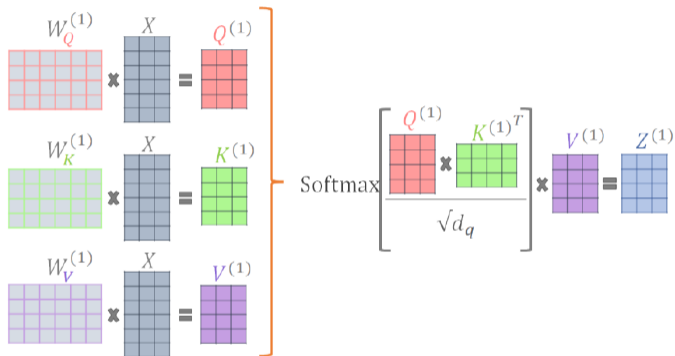 W_Q^(1) X Q^(1)
W_K^(1) X K^(1)
W_V^(1) X V^(1)
Softmax [ Q^(1) × K^(1)^T / √d_q ] × V^(1) = Z^(1)